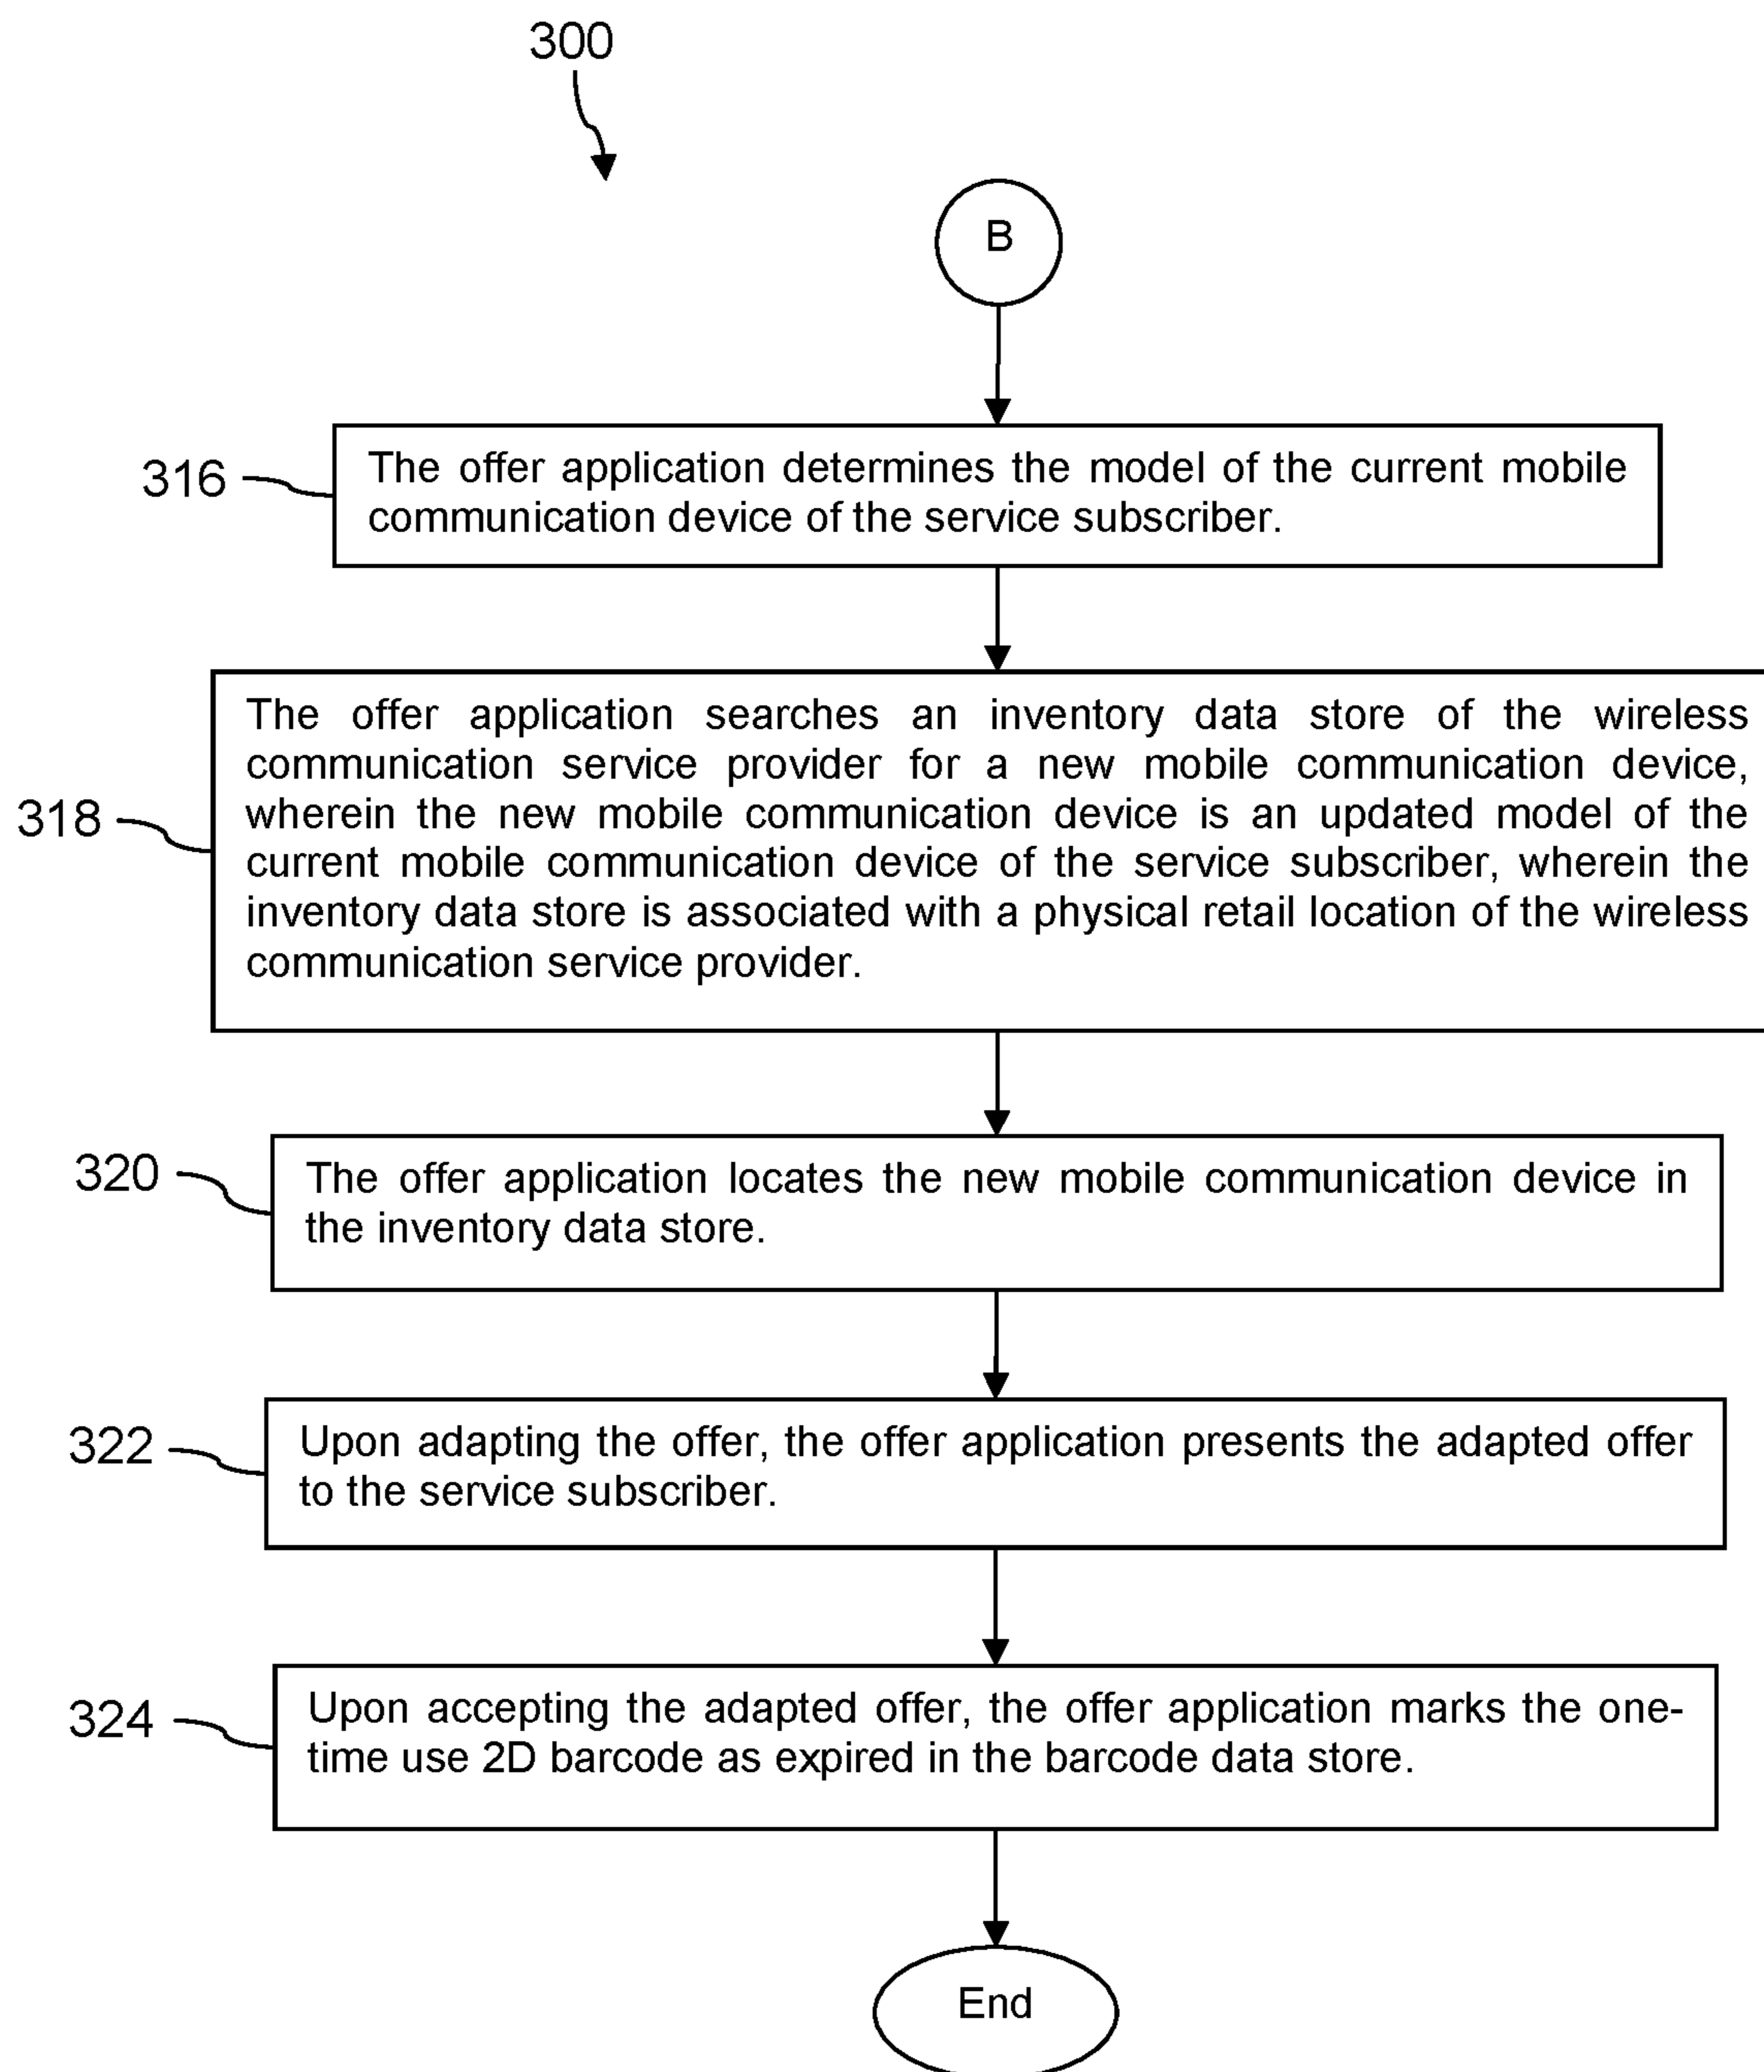 300
B
316
The offer application determines the model of the current mobile
communication device of the service subscriber.
318
The offer application searches an inventory data store of the wireless
communication service provider for a new mobile communication device,
wherein the new mobile communication device is an updated model of the
current mobile communication device of the service subscriber, wherein the
inventory data store is associated with a physical retail location of the wireless
communication service provider.
320
The offer application locates the new mobile communication device in
the inventory data store.
322
Upon adapting the offer, the offer application presents the adapted offer
to the service subscriber.
324
Upon accepting the adapted offer, the offer application marks the one-
time use 2D barcode as expired in the barcode data store.
End